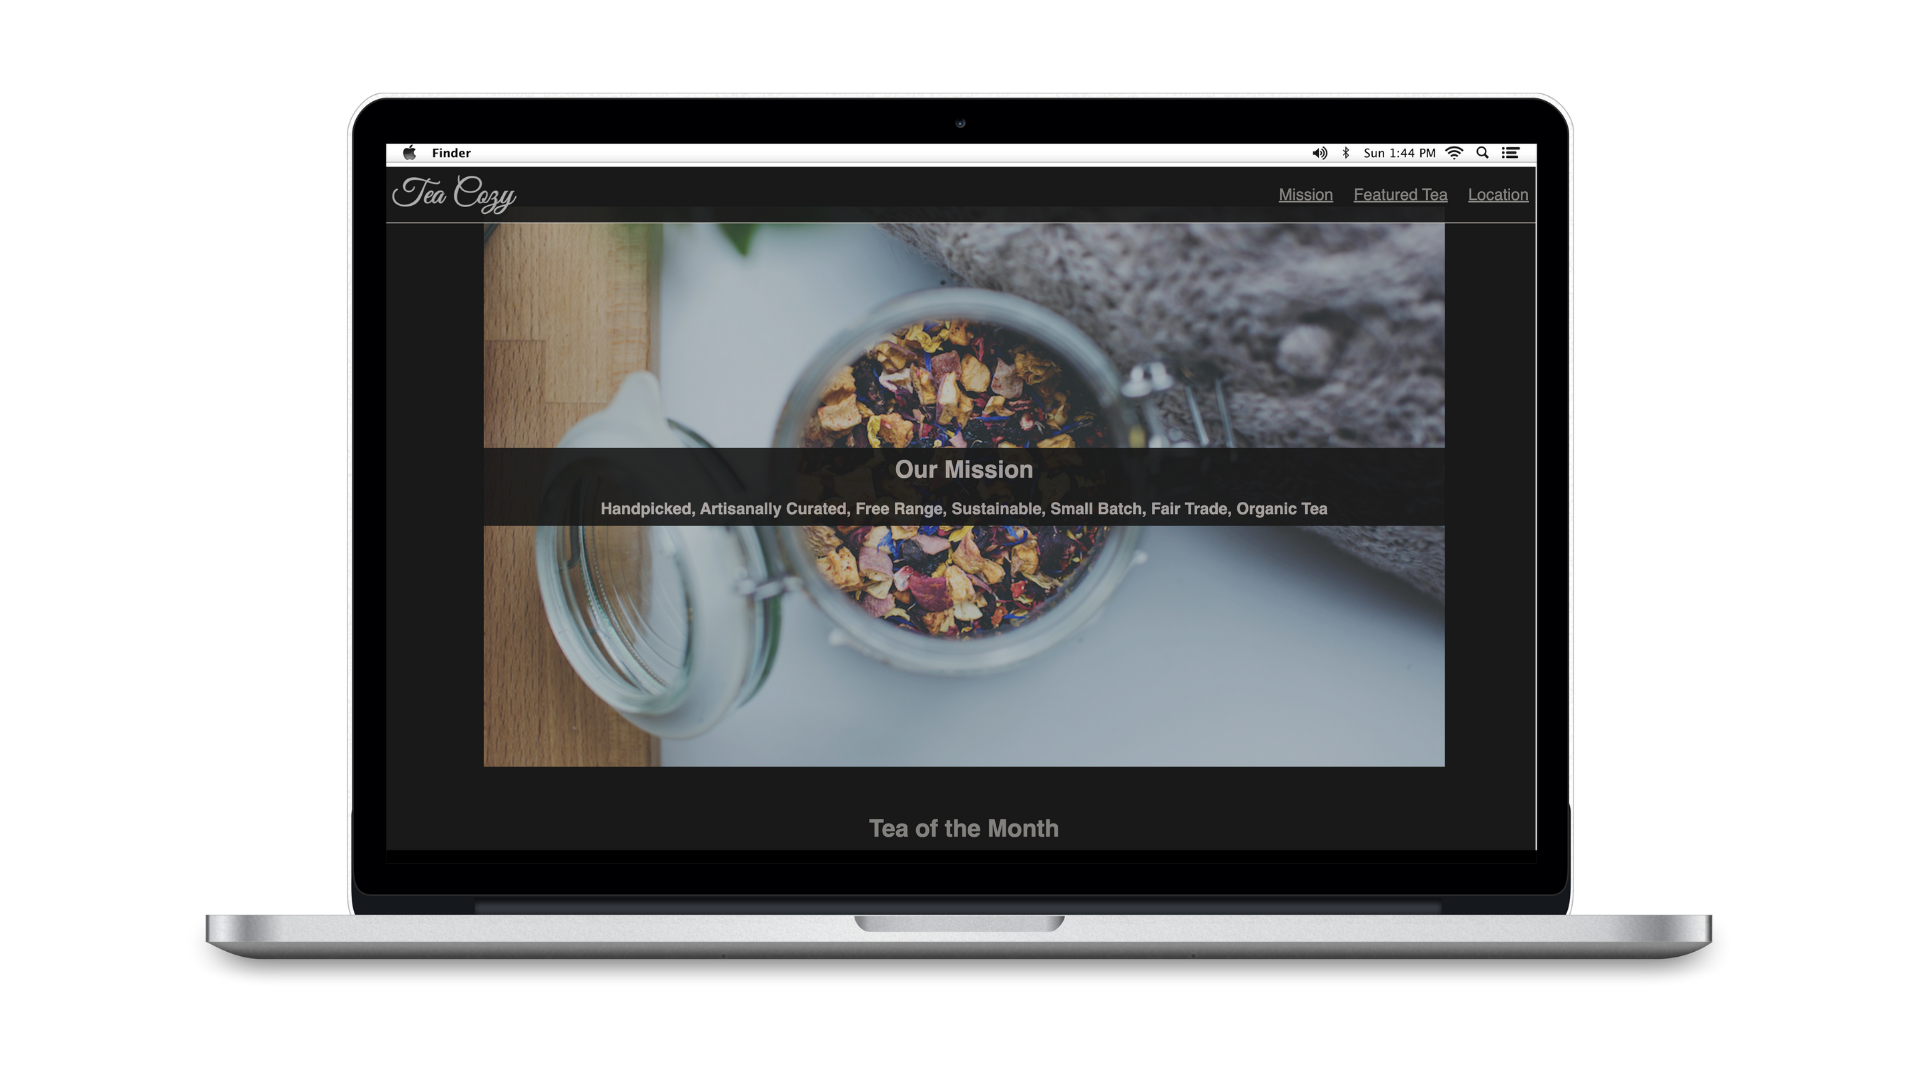 Finder
Sun 1:44 PM
Tea Cozy
Mission Featured Tea Location
Our Mission
Handpicked, Artisanally Curated, Free Range, Sustainable, Small Batch, Fair Trade, Organic Tea
Tea of the Month